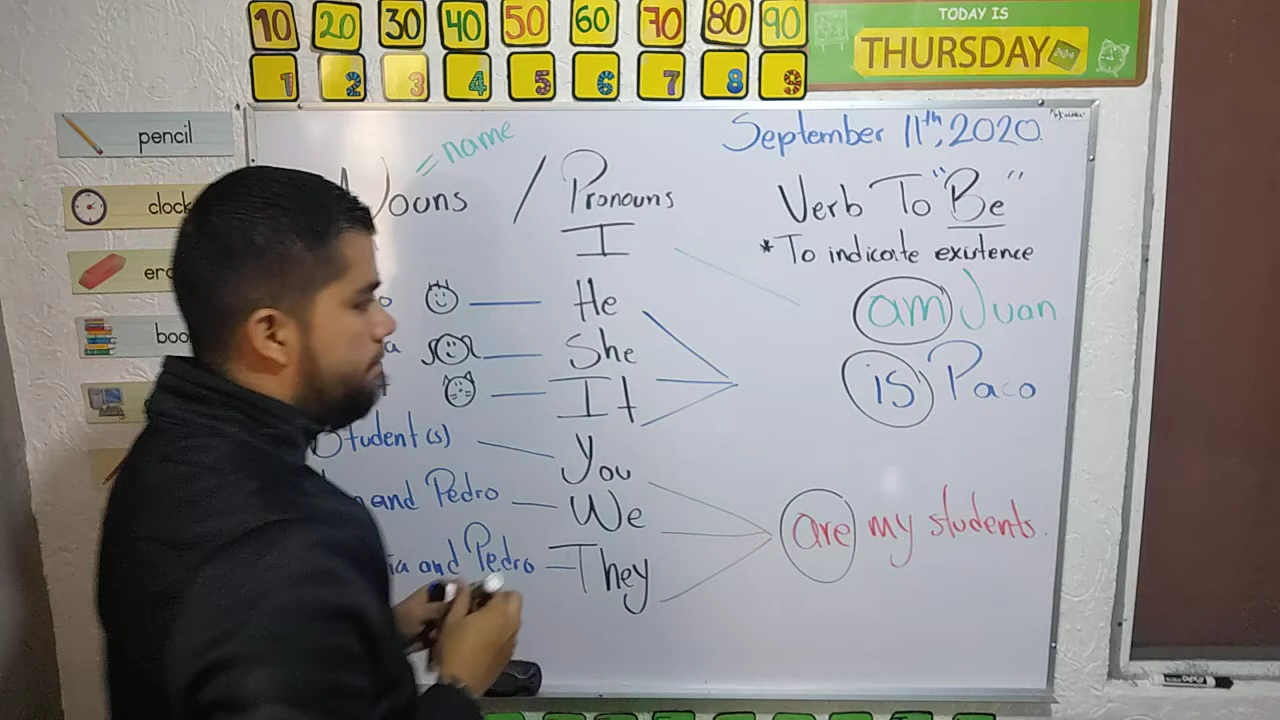 10 20 30 40 50 60 70 80 90
1 2 3 4 5 6 7 8 9
TODAY IS
THURSDAY
pencil
clock
boo
= name
Nouns / Pronouns
I
He
She
It
Student(s) You
and Pedro We
ia and Pedro They
September 11th, 2020.
Verb To "Be"
* To indicate existence
am Juan
is Paco
are my students.